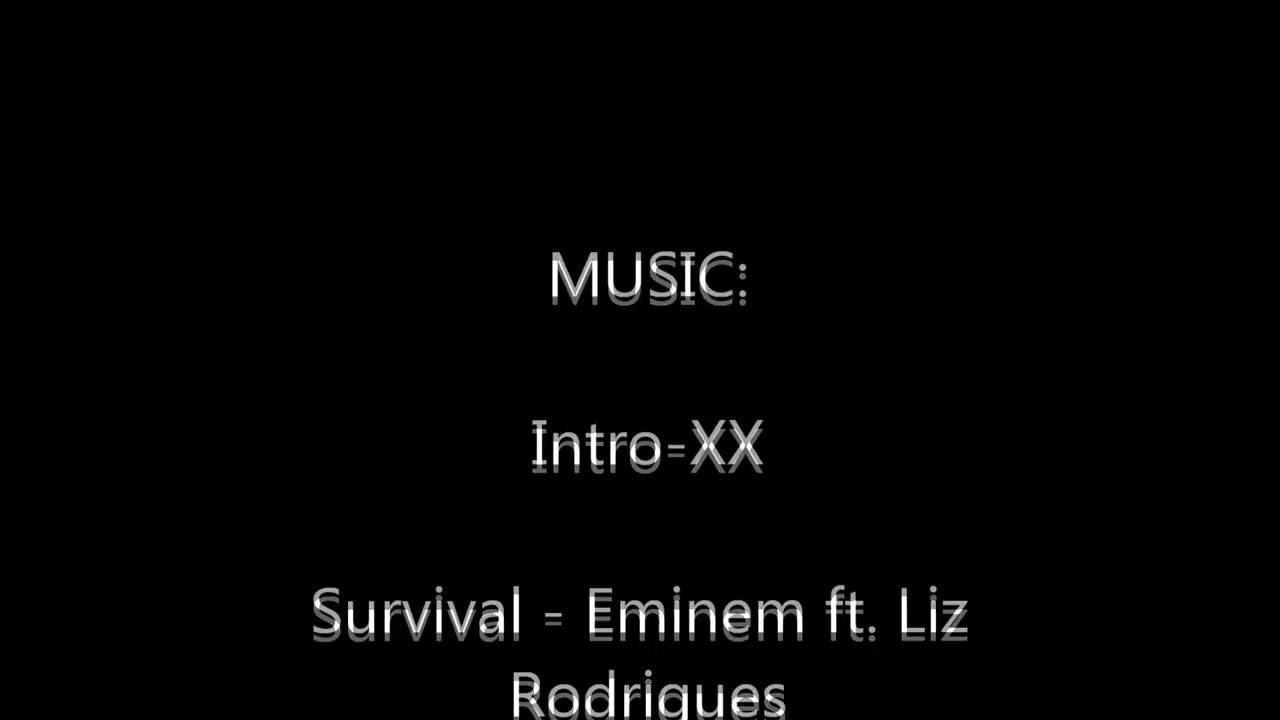 MUSIC:
Intro-XX
Survival - Eminem ft. Liz
Rodrigues